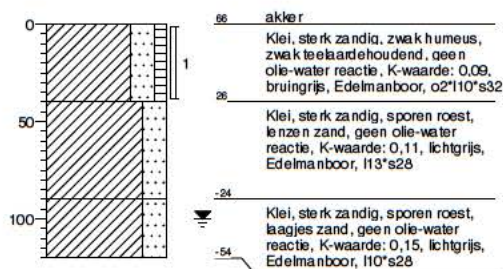 0
50
100
1
66 akker
Klei, sterk zandig, zwak humeus,
zwak teelaardehoudend, geen
olie-water reactie, K-waarde: 0,09,
bruingrijs, Edelmanboor, o2*l10*s32
26
Klei, sterk zandig, sporen roest,
lenzen zand, geen olie-water
reactie, K-waarde: 0,11, lichtgrijs,
Edelmanboor, l13*s28
-24
Klei, sterk zandig, sporen roest,
laagjes zand, geen olie-water
reactie, K-waarde: 0,15, lichtgrijs,
Edelmanboor, l10*s28
-54